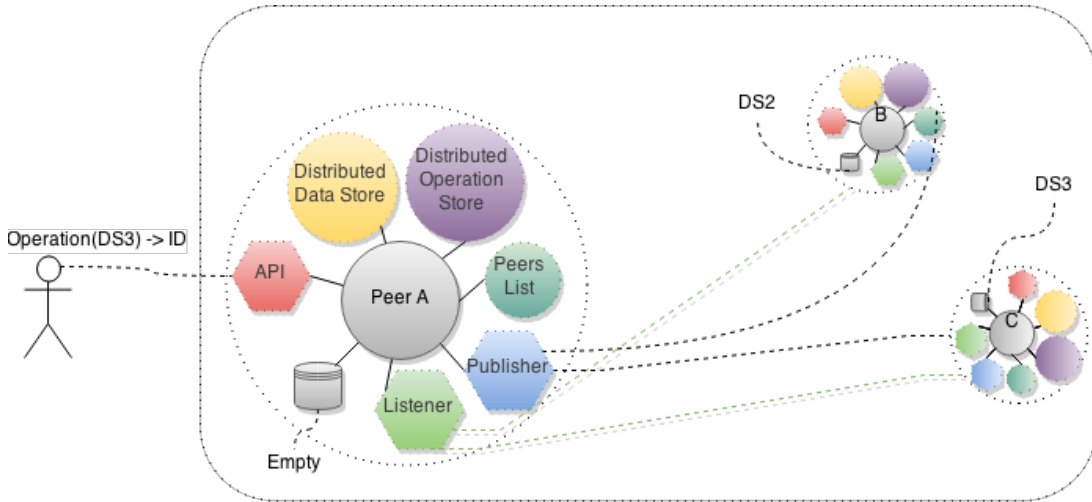 Operation(DS3) -> ID
API
Distributed
Data Store
Distributed
Operation
Store
Peer A
Peers
List
Publisher
Listener
Empty
DS2
B
DS3
C